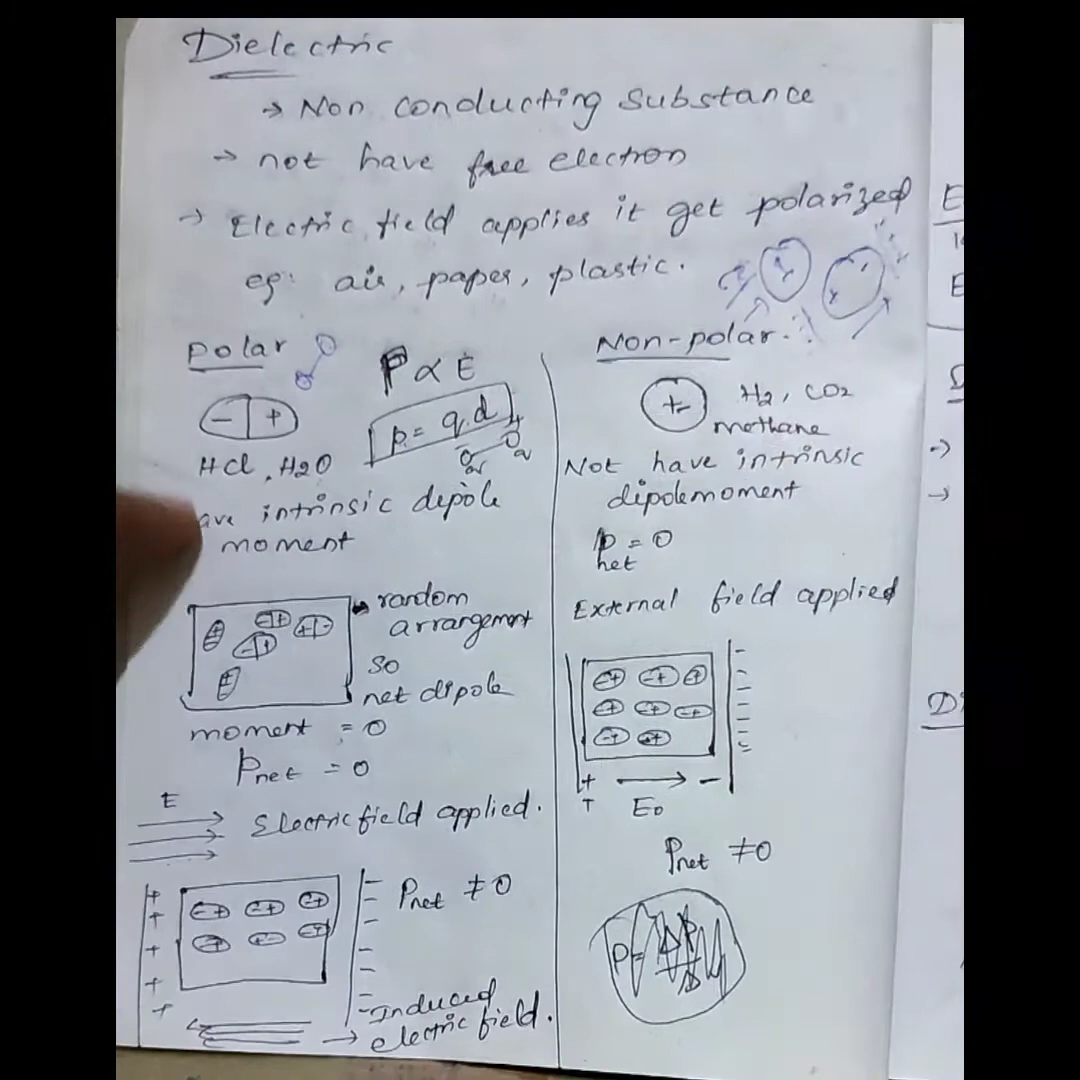 Dielectric
→ Non conducting substance
→ not have free electron
→ Electric field applies it get polarized
eg: air, paper, plastic.
Polar
P ∝ E
- +
p = q.d
HCl, H2O
ave intrinsic dipole
moment
random
arrangement
so
net dipole
moment = 0
Pnet = 0
E
Electric field applied.
+ + + + +
- + - + - +
- + + - - +
Pnet ≠ 0
Induced
electric field.
Non-polar.
+-
H2, CO2
methane
Not have intrinsic
dipolemoment
p net = 0
External field applied
- + - + - +
- + - + - +
- + - +
+ → -
+ E0
Pnet ≠ 0
E
E
Di